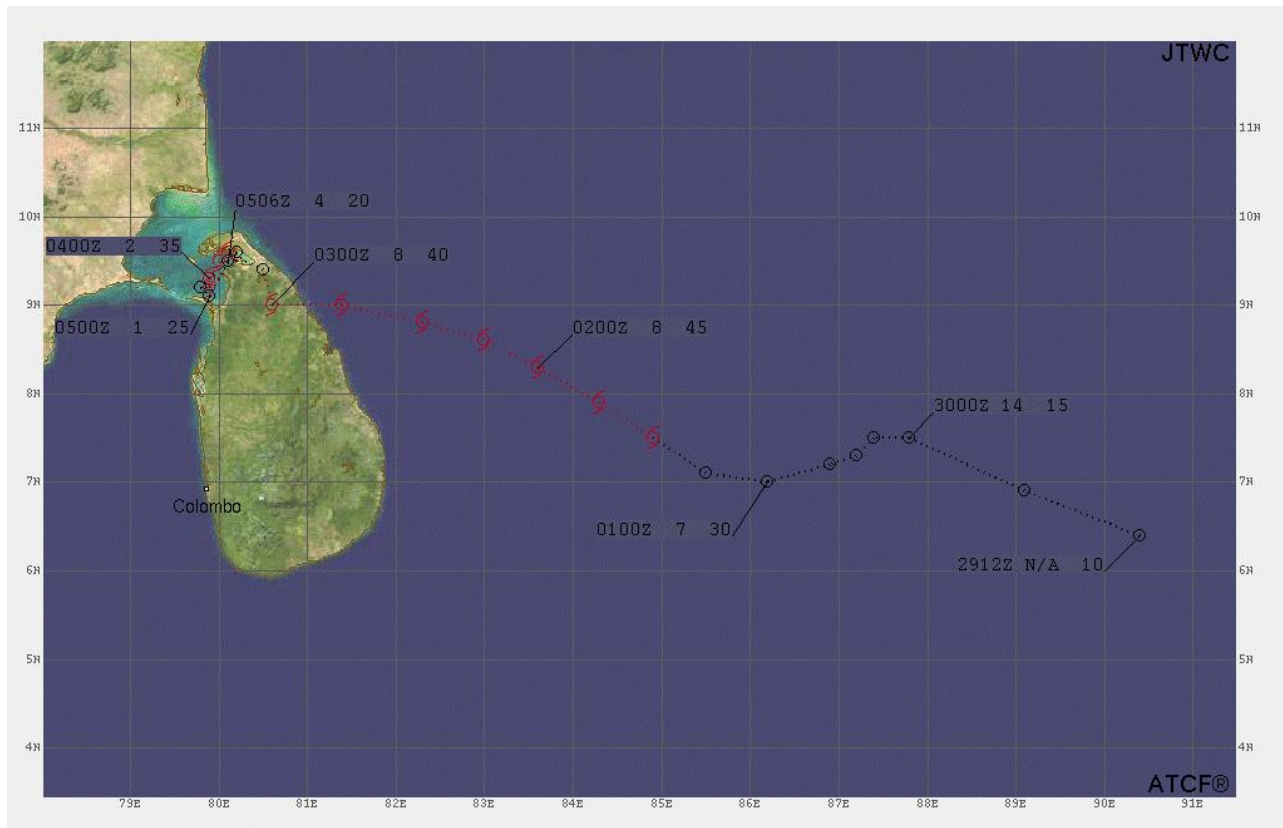 JTWC
11N 11N
0506Z 4 20
10N 10N
0400Z 2 35
0300Z 8 40
9N 9N
0500Z 1 25
0200Z 8 45
8N 8N
3000Z 14 15
7N 7N
Colombo
0100Z 7 30
2912Z N/A 10
6N 6N
5N 5N
4N 4N
ATCF®
79E 80E 81E 82E 83E 84E 85E 86E 87E 88E 89E 90E 91E